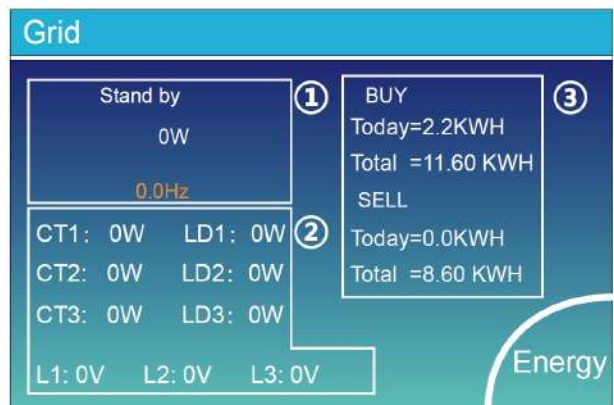 Grid
Stand by
①
0W
0.0Hz
CT1: 0W LD1: 0W
②
CT2: 0W LD2: 0W
CT3: 0W LD3: 0W
L1: 0V L2: 0V L3: 0V
BUY
③
Today=2.2KWH
Total =11.60 KWH
SELL
Today=0.0KWH
Total =8.60 KWH
Energy